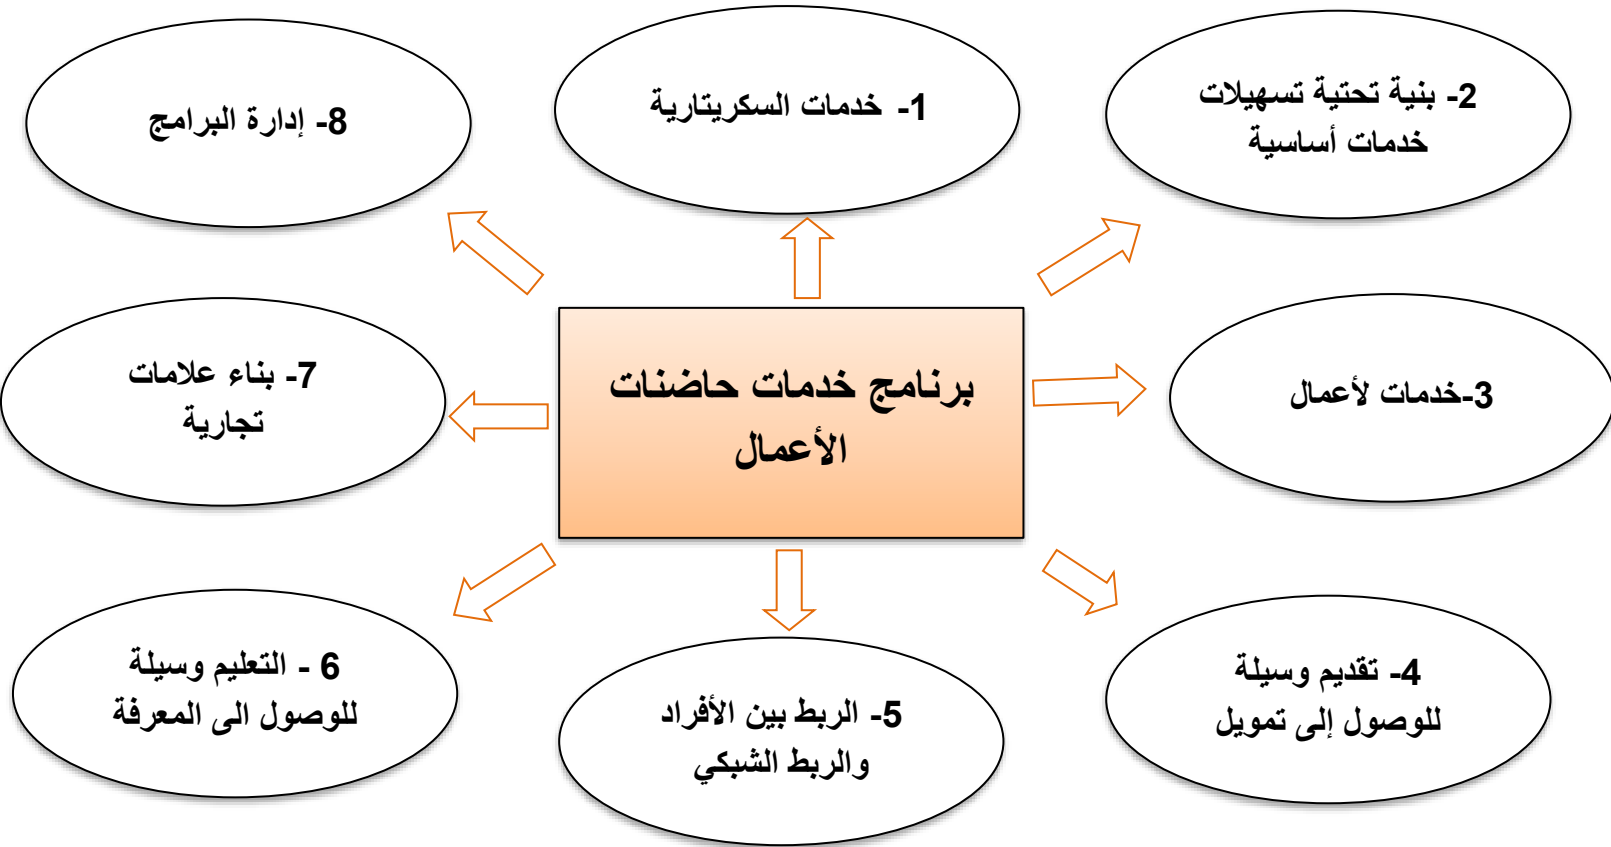 1- خدمات السكريتارية
2- بنية تحتية تسهيلات
خدمات أساسية
3-خدمات لأعمال
4- تقديم وسيلة
للوصول إلى تمويل
5- الربط بين الأفراد
والربط الشبكي
6 - التعليم وسيلة
للوصول الى المعرفة
7- بناء علامات
تجارية
8- إدارة البرامج
برنامج خدمات حاضنات
الأعمال